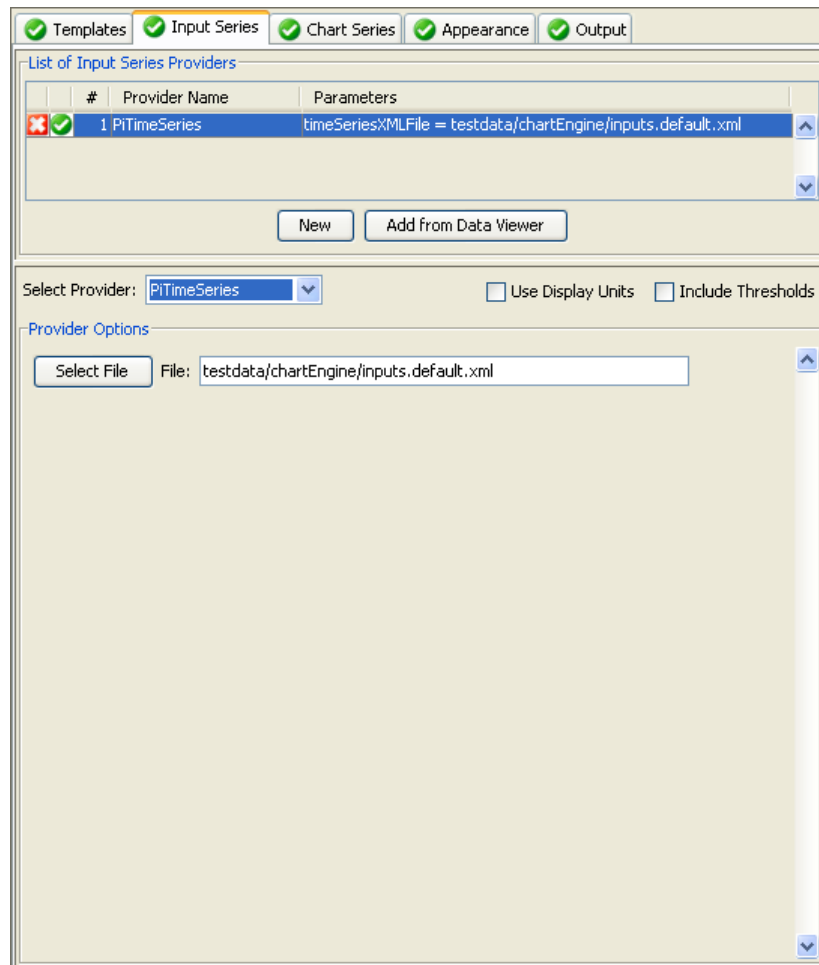 Templates Input Series Chart Series Appearance Output
List of Input Series Providers
# Provider Name Parameters
1 PiTimeSeries timeSeriesXMLFile = testdata/chartEngine/inputs.default.xml
New Add from Data Viewer
Select Provider: PiTimeSeries Use Display Units Include Thresholds
Provider Options
Select File File: testdata/chartEngine/inputs.default.xml